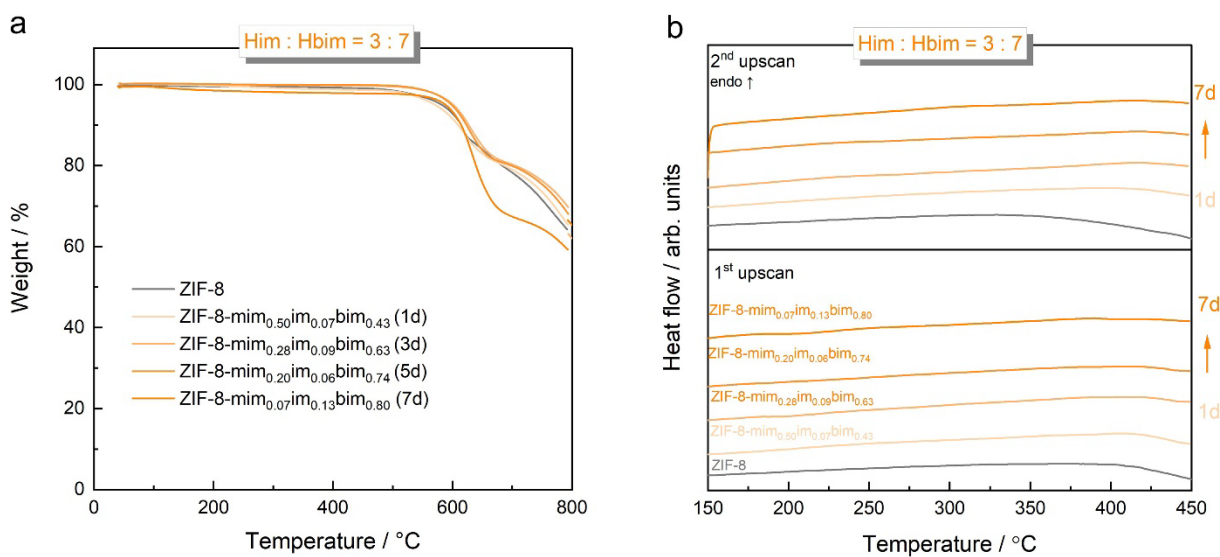 a
Him : Hbim = 3 : 7
100
80
60
40
20
0
Weight / %
ZIF-8
ZIF-8-mim0.50im0.07bim0.43 (1d)
ZIF-8-mim0.28im0.09bim0.63 (3d)
ZIF-8-mim0.20im0.06bim0.74 (5d)
ZIF-8-mim0.07im0.13bim0.80 (7d)
0 200 400 600 800
Temperature / °C
b
Him : Hbim = 3 : 7
Heat flow / arb. units
2nd upscan
endo ↑
7d
1d
1st upscan
ZIF-8-mim0.07im0.13bim0.80
7d
ZIF-8-mim0.20im0.06bim0.74
ZIF-8-mim0.28im0.09bim0.63
1d
ZIF-8-mim0.50im0.07bim0.43
ZIF-8
150 200 250 300 350 400 450
Temperature / °C